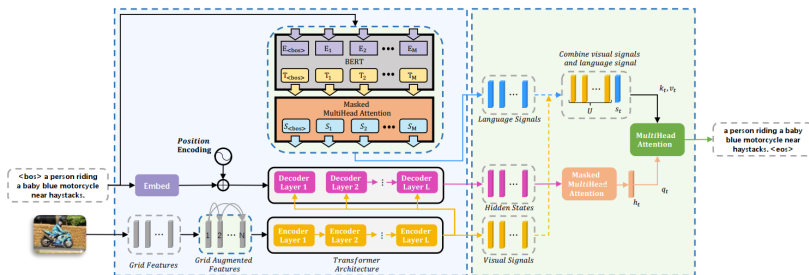 E<bos> E1 E2 ••• EM
BERT
T<bos> T1 T2 ••• TM
Masked
MultiHead Attention
S<bos> S1 S2 ••• SM
Position
Encoding
<bos> a person riding
a baby blue motorcycle
near haystacks.
Embed
Decoder
Layer 1
Decoder
Layer 2
Decoder
Layer L
Encoder
Layer 1
Encoder
Layer 2
Encoder
Layer L
1 2 ••• N
Grid Features
Grid Augmented
Features
Transformer
Architecture
Combine visual signals
and language signal
U
st
kt, vt
Language Signals
Hidden States
Visual Signals
Masked
MultiHead
Attention
ht
qt
MultiHead
Attention
a person riding a baby
blue motorcycle near
haystacks. <eos>